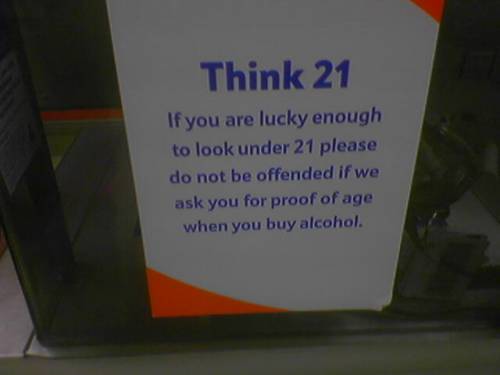 Think 21
If you are lucky enough
to look under 21 please
do not be offended if we
ask you for proof of age
when you buy alcohol.